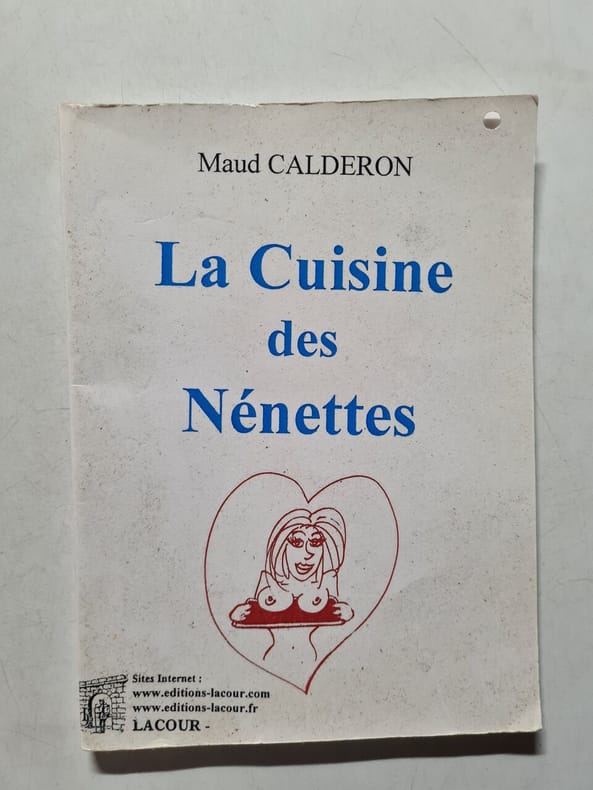 Maud CALDERON
La Cuisine
des
Nénettes
Sites Internet :
www.editions-lacour.com
www.editions-lacour.fr
LACOUR -